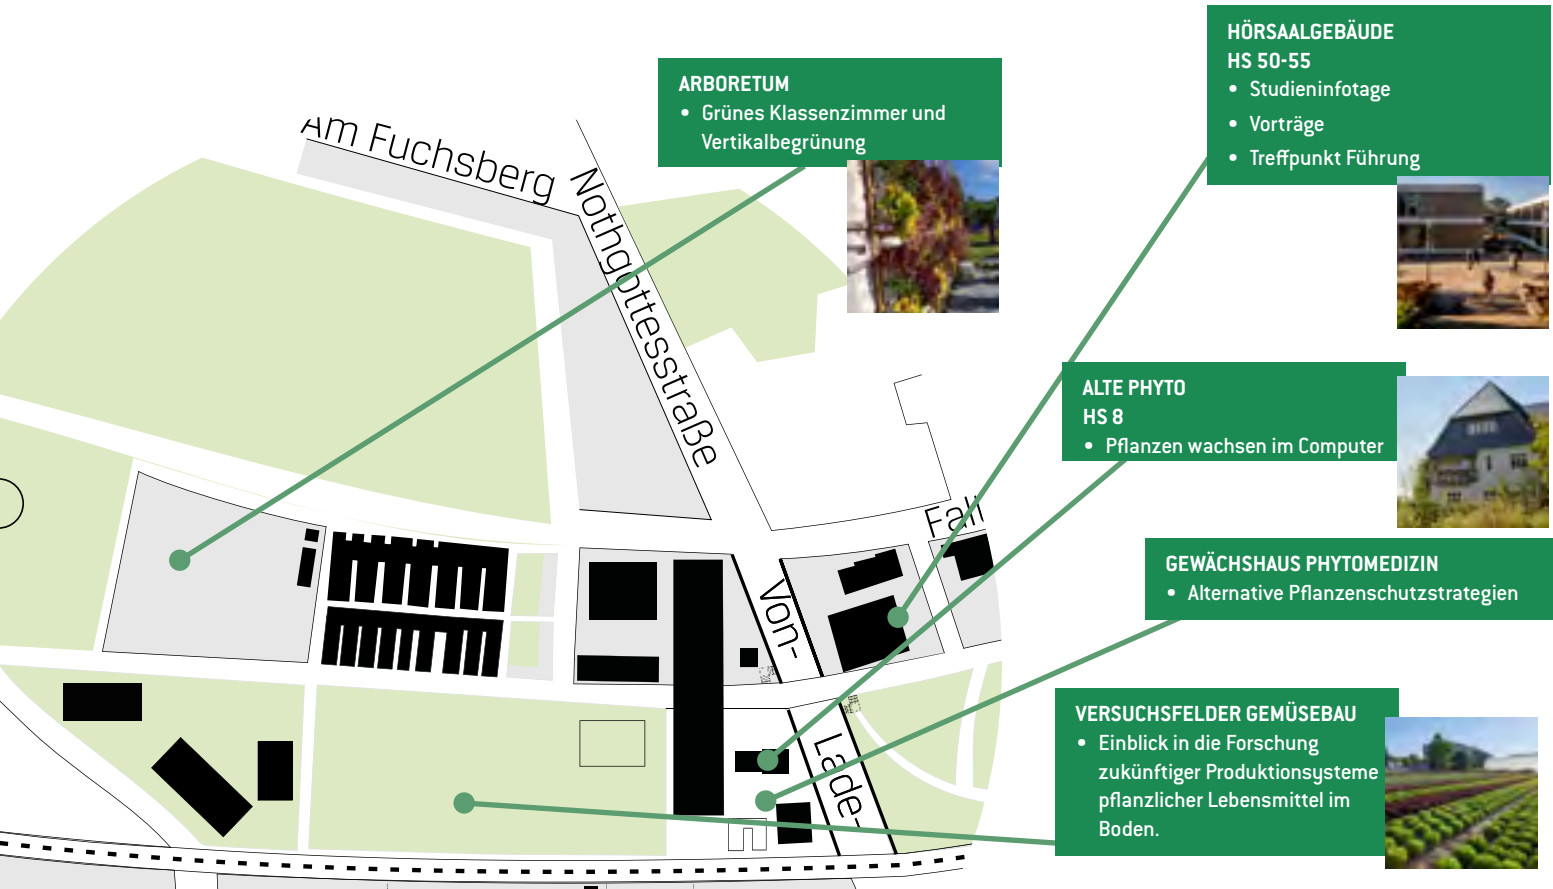 HÖRSAALGEBÄUDE
HS 50-55
• Studieninfotage
• Vorträge
• Treffpunkt Führung
ARBORETUM
• Grünes Klassenzimmer und
Vertikalbegrünung
Am Fuchsberg
Nothgottesstraße
ALTE PHYTO
HS 8
• Pflanzen wachsen im Computer
GEWÄCHSHAUS PHYTOMEDIZIN
• Alternative Pflanzenschutzstrategien
Von-
Lade-
VERSUCHSFELDER GEMÜSEBAU
• Einblick in die Forschung
zukünftiger Produktionsysteme
pflanzlicher Lebensmittel im
Boden.